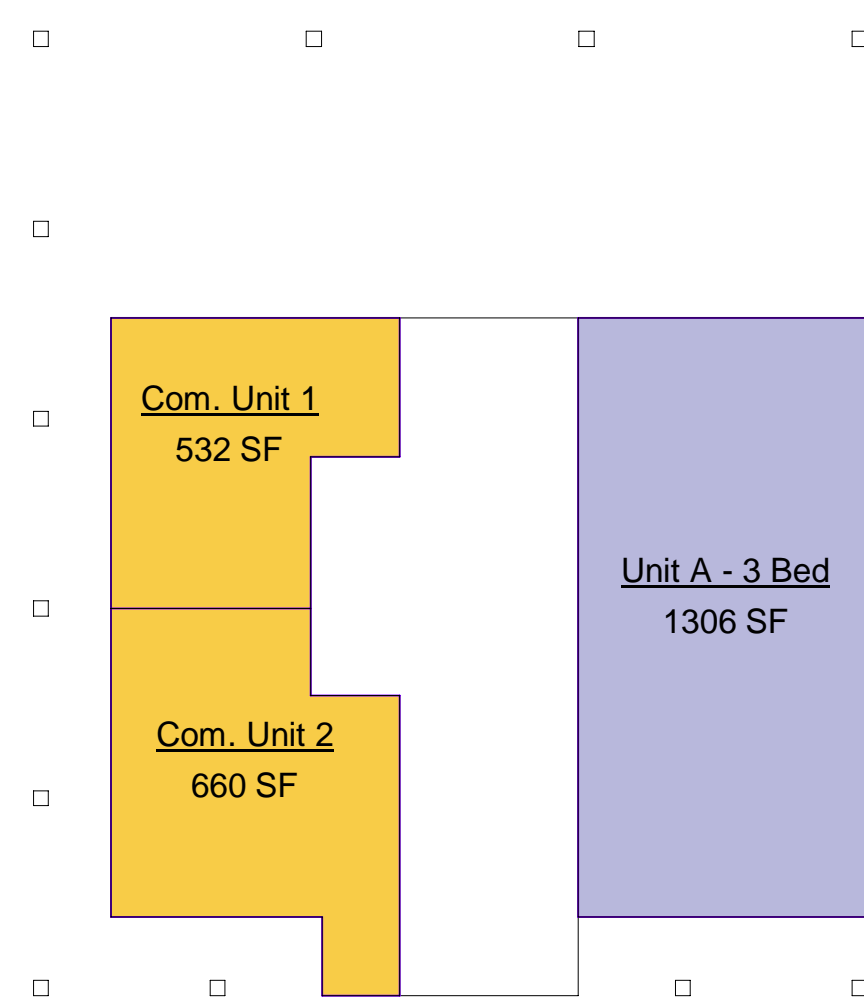 Com. Unit 1
532 SF
Unit A - 3 Bed
1306 SF
Com. Unit 2
660 SF